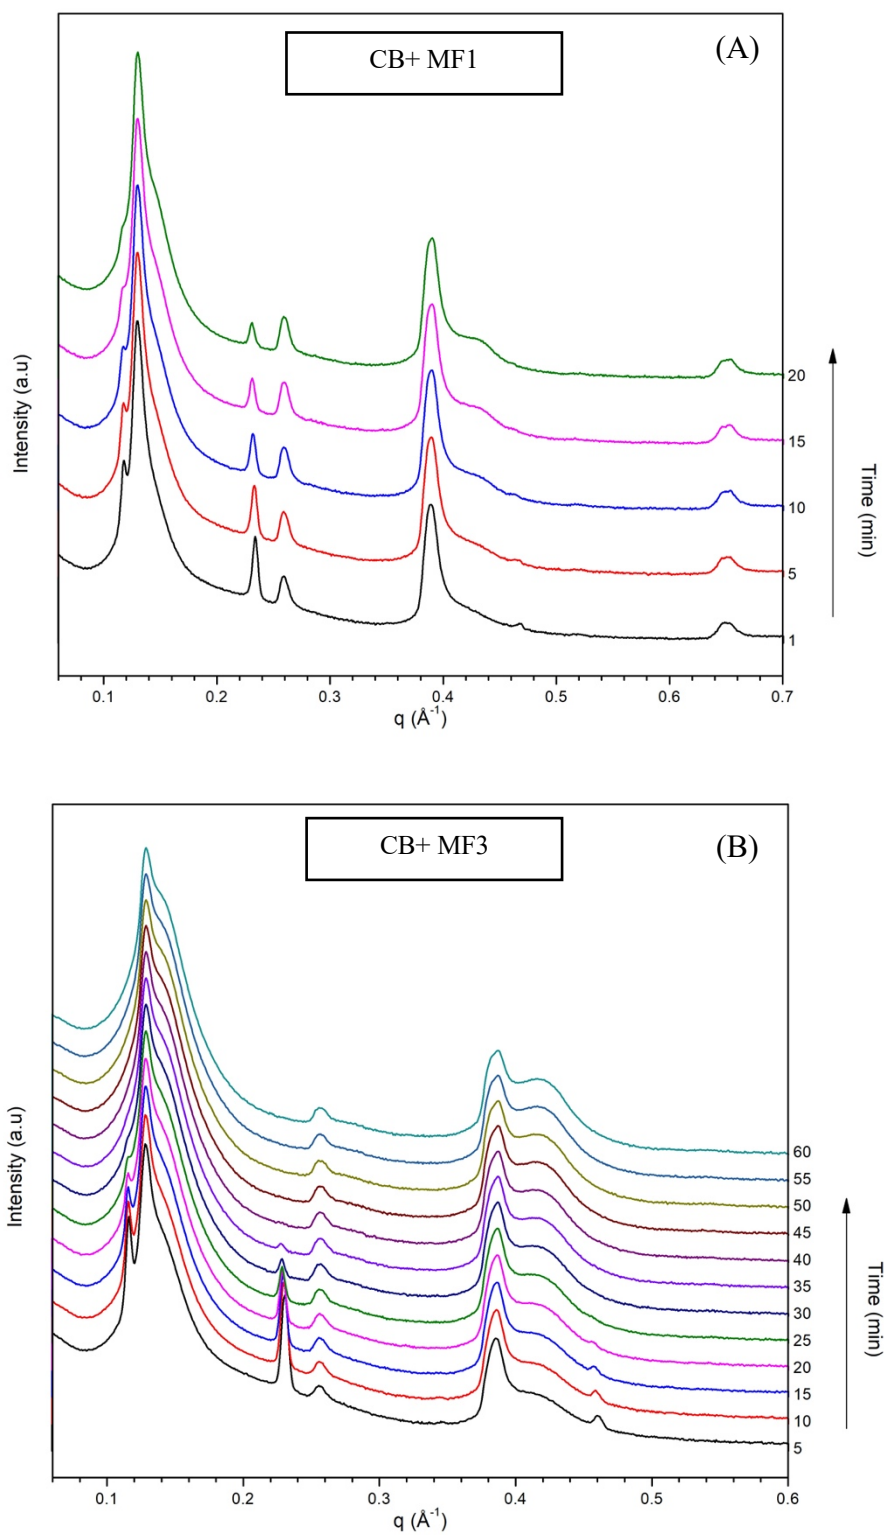 CB+ MF1
(A)
Intensity (a.u)
20
15
10
5
1
Time (min)
0.1 0.2 0.3 0.4 0.5 0.6 0.7
q (Å-1)
CB+ MF3
(B)
Intensity (a.u)
60
55
50
45
40
35
30
25
20
15
10
5
Time (min)
0.1 0.2 0.3 0.4 0.5 0.6
q (Å-1)